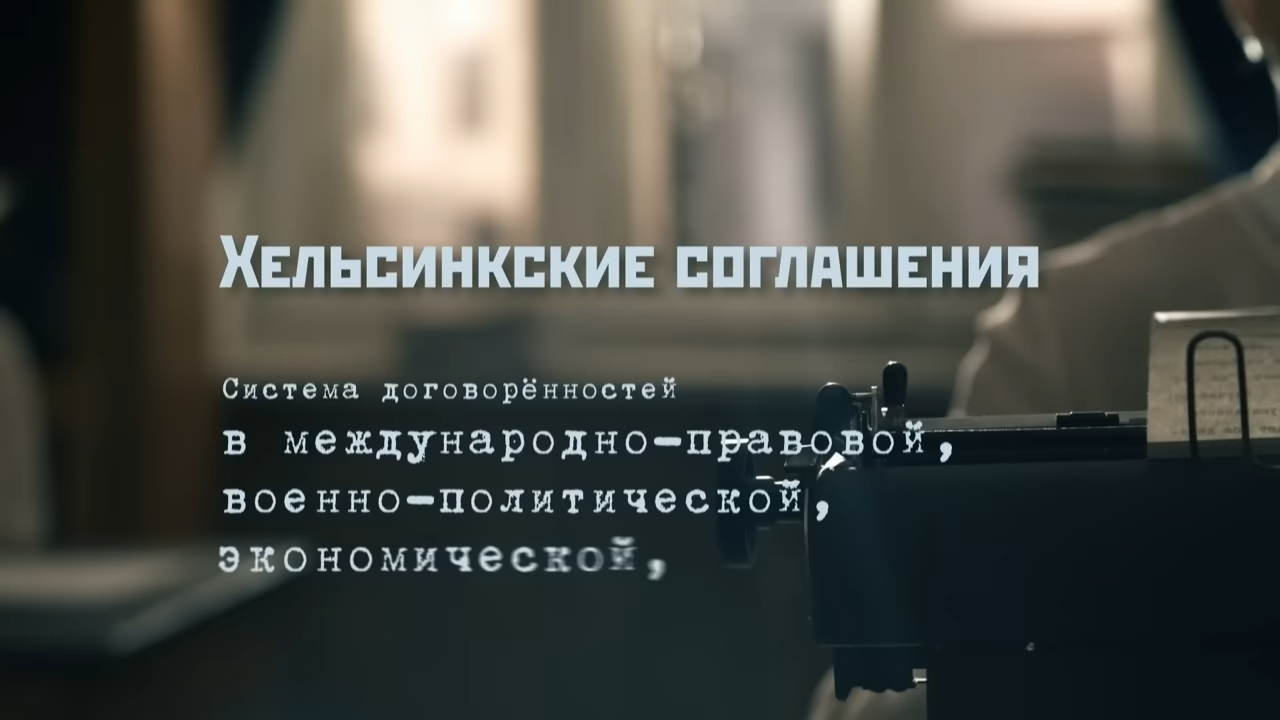 Хельсинкские соглашения
Система договорённостей
в международно-правовой,
военно-политической,
экономической,